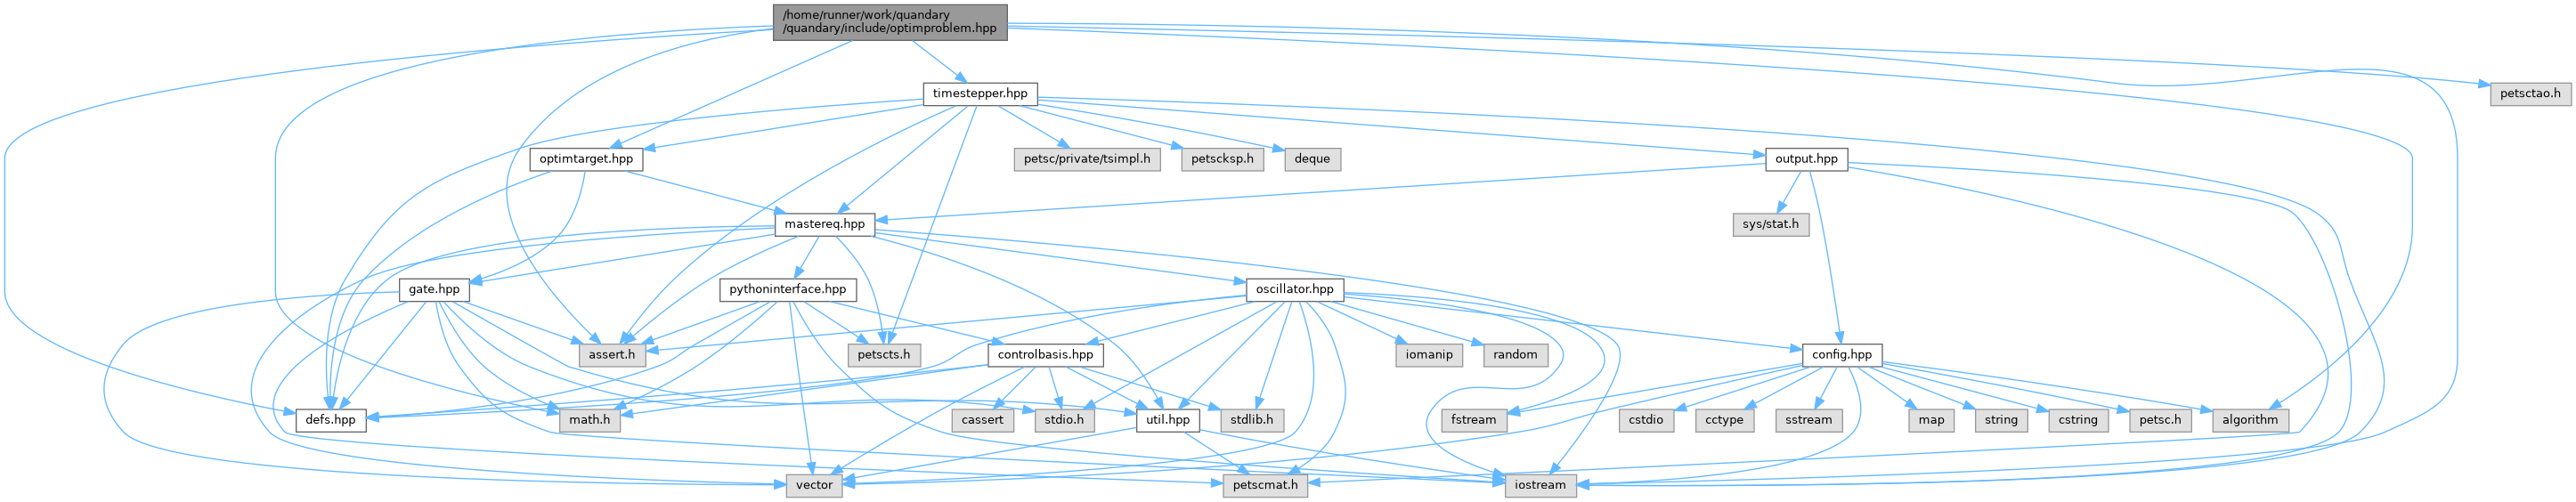 /home/runner/work/quandary
/quandary/include/optimproblem.hpp
timestepper.hpp
petsctao.h
optimtarget.hpp
petsc/private/tsimpl.h
petscksp.h
deque
output.hpp
mastereq.hpp
sys/stat.h
gate.hpp
pythoninterface.hpp
oscillator.hpp
assert.h
petscts.h
controlbasis.hpp
iomanip
random
config.hpp
defs.hpp
math.h
cassert
stdio.h
util.hpp
stdlib.h
fstream
cstdio
cctype
sstream
map
string
cstring
petsc.h
algorithm
vector
petscmat.h
iostream